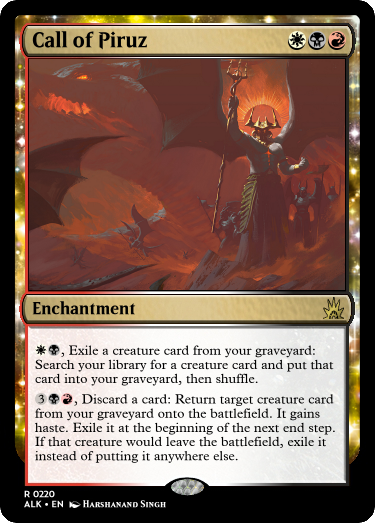 Call of Piruz
Enchantment
, Exile a creature card from your graveyard:
Search your library for a creature card and put that
card into your graveyard, then shuffle.
3, Discard a card: Return target creature card
from your graveyard onto the battlefield. It gains
haste. Exile it at the beginning of the next end step.
If that creature would leave the battlefield, exile it
instead of putting it anywhere else.
R 0220
ALK • EN Harshanand Singh